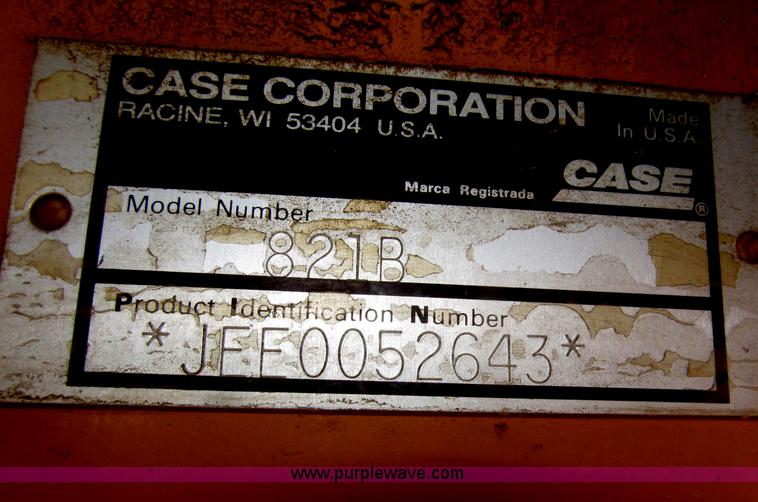 CASE CORPORATION
RACINE, WI 53404 U.S.A.
Made
In U.S.A.
Marca Registrada
CASE®
Model Number
821B
Product Identification Number
*JEE0052643*
www.purplewave.com